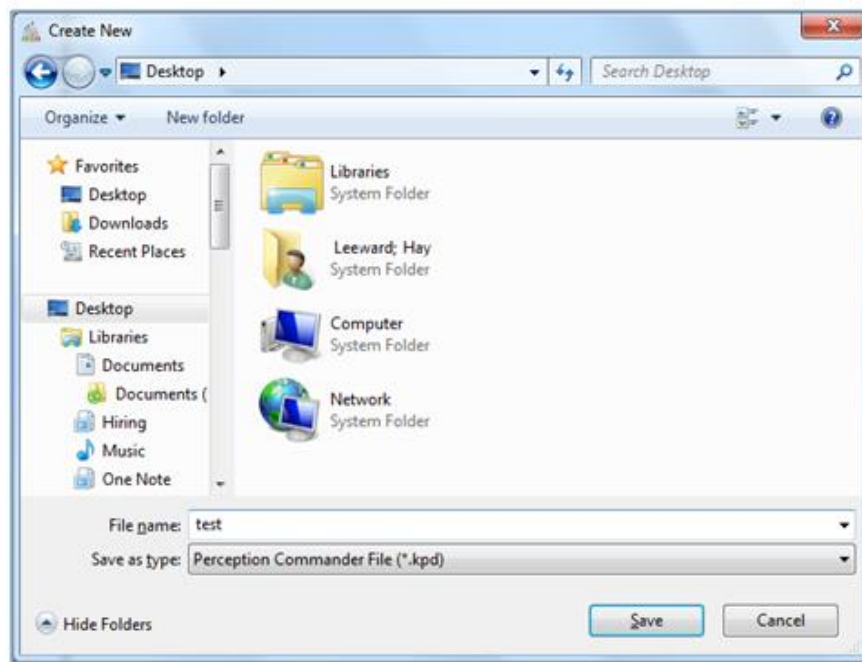 Create New
Desktop
Search Desktop
Organize
New folder
Favorites
Desktop
Downloads
Recent Places
Desktop
Libraries
Documents
Documents (
Hiring
Music
One Note
Libraries
System Folder
Leeward; Hay
System Folder
Computer
System Folder
Network
System Folder
File name: test
Save as type: Perception Commander File (*.kpd)
Hide Folders
Save
Cancel